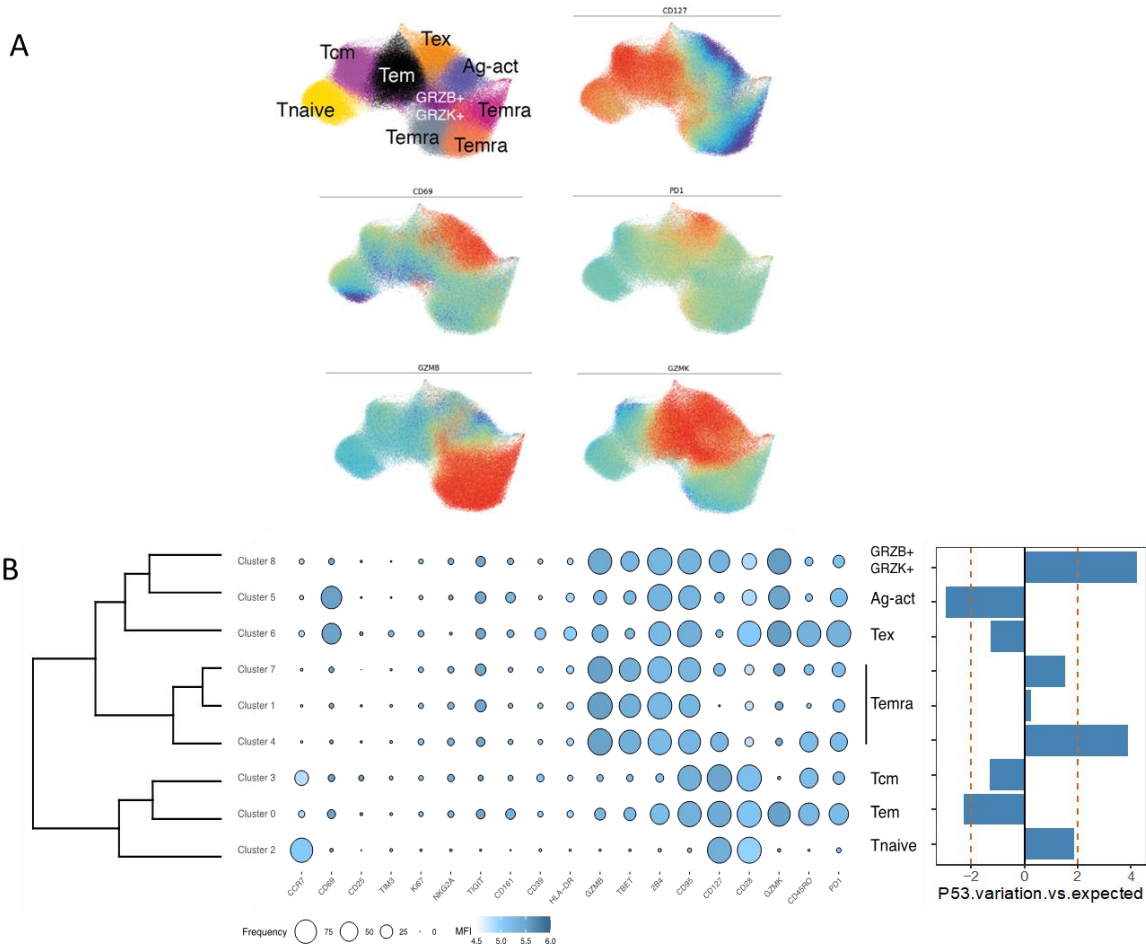 A
Tcm
Tex
Tem
Ag-act
GRZB+
GRZK+
Tnaive
Temra
Temra
Temra
CD127
CD69
PD1
GZMB
GZMK
B
Cluster 8
Cluster 5
Cluster 6
Cluster 7
Cluster 1
Cluster 4
Cluster 3
Cluster 0
Cluster 2
CCR7
CD69
CD25
TIM3
Ki67
NKG2A
TIGIT
CD161
CD39
HLA-DR
GZMB
TBET
2B4
CD95
CD127
CD28
GZMK
CD45RO
PD1
Frequency 75 50 25 0 MFI
4.5 5.0 5.5 6.0
GRZB+
GRZK+
Ag-act
Tex
Temra
Tcm
Tem
Tnaive
−2 0 2 4
P53.variation.vs.expected